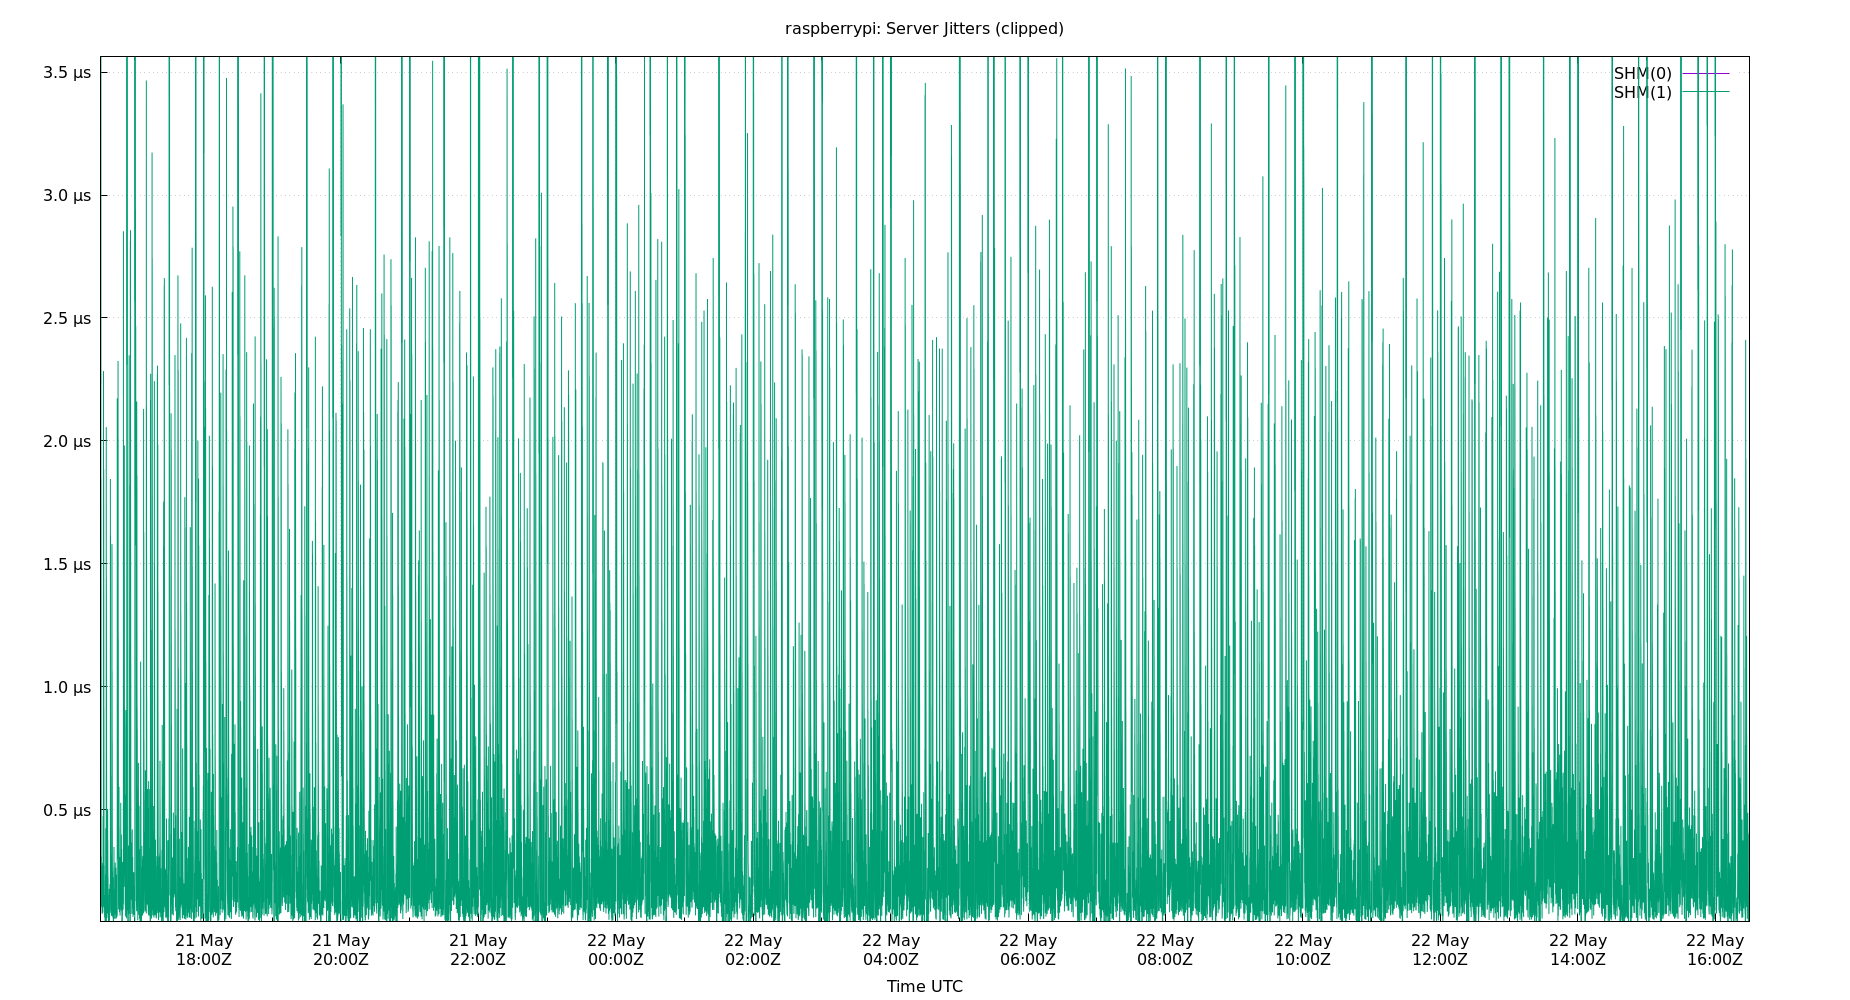 raspberrypi: Server Jitters (clipped)
3.5 µs
3.0 µs
2.5 µs
2.0 µs
1.5 µs
1.0 µs
0.5 µs
SHM(0)
SHM(1)
21 May 21 May 21 May 22 May 22 May 22 May 22 May 22 May 22 May 22 May 22 May 22 May
18:00Z 20:00Z 22:00Z 00:00Z 02:00Z 04:00Z 06:00Z 08:00Z 10:00Z 12:00Z 14:00Z 16:00Z
Time UTC